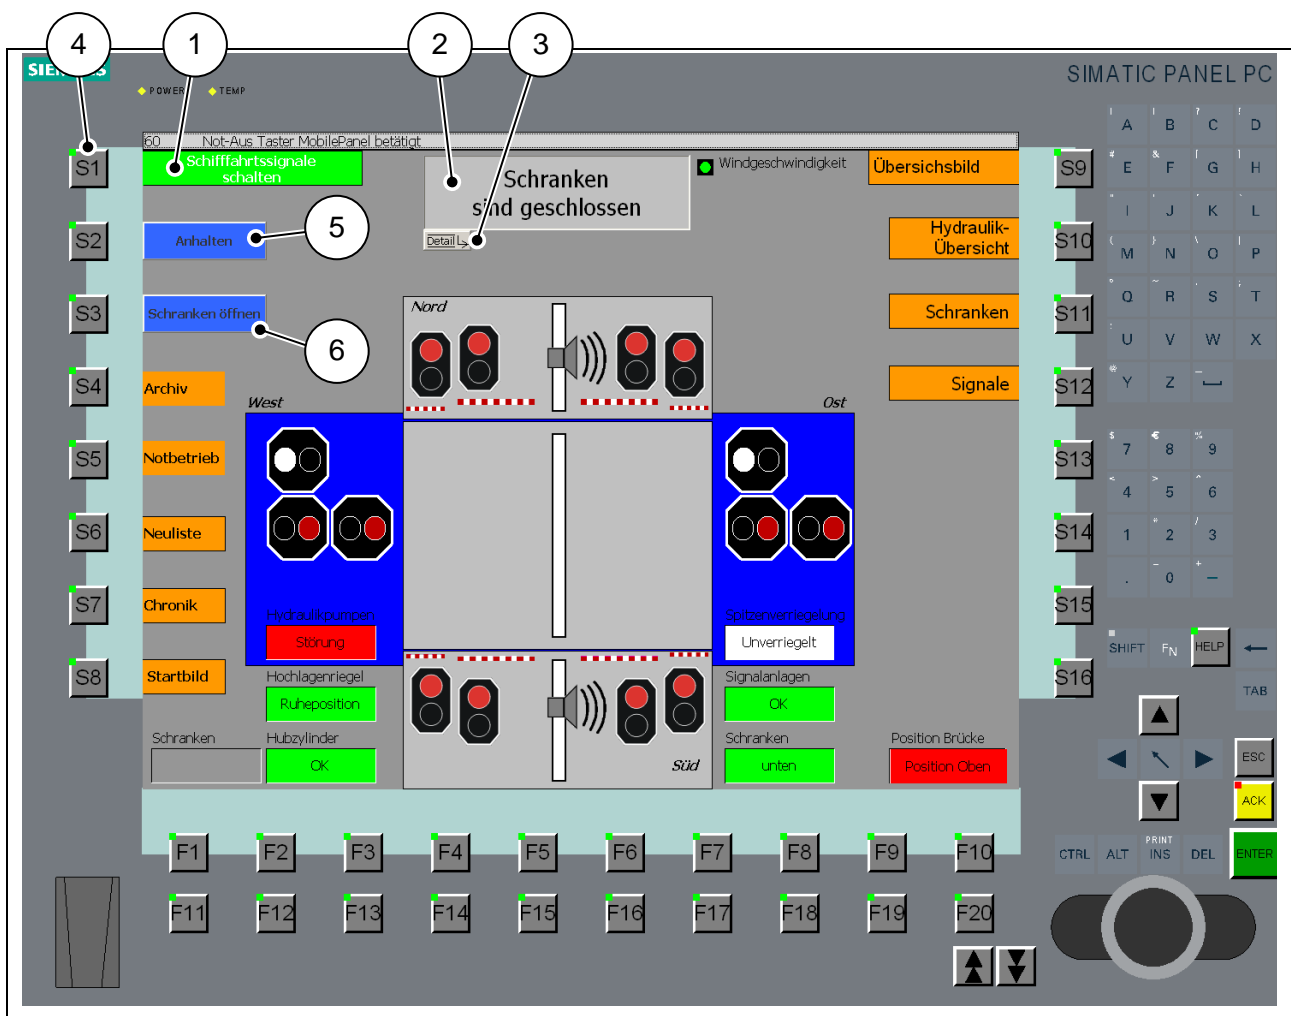 4
1
2
3
SIMATIC PANEL PC
POWER
TEMP
60 Not-Aus Taster MobilePanel betätigt
Schifffahrtssignale
schalten
Schranken
sind geschlossen
Detail
Windgeschwindigkeit
Übersichsbild
Anhalten
5
Hydraulik-
Übersicht
Schranken öffnen
6
Schranken
Archiv
Signale
Notbetrieb
Neuliste
Chronik
Startbild
Nord
West
Ost
Süd
Hydraulikpumpen
Störung
Hochlagenriegel
Ruheposition
Schranken
Hubzylinder
OK
Spitzenverriegelung
Unverriegelt
Signalanlagen
OK
Schranken
unten
Position Brücke
Position Oben
S1
S2
S3
S4
S5
S6
S7
S8
S9
S10
S11
S12
S13
S14
S15
S16
F1 F2 F3 F4 F5 F6 F7 F8 F9 F10
F11 F12 F13 F14 F15 F16 F17 F18 F19 F20
A B C D
E F G H
I J K L
M N O P
Q R S T
U V W X
Y Z
$ 7 € 8 % 9
< 4 > 5 ^ 6
1 * 2 / 3
. - 0 + –
SHIFT FN HELP
TAB
ESC
ACK
CTRL ALT PRINT INS DEL ENTER